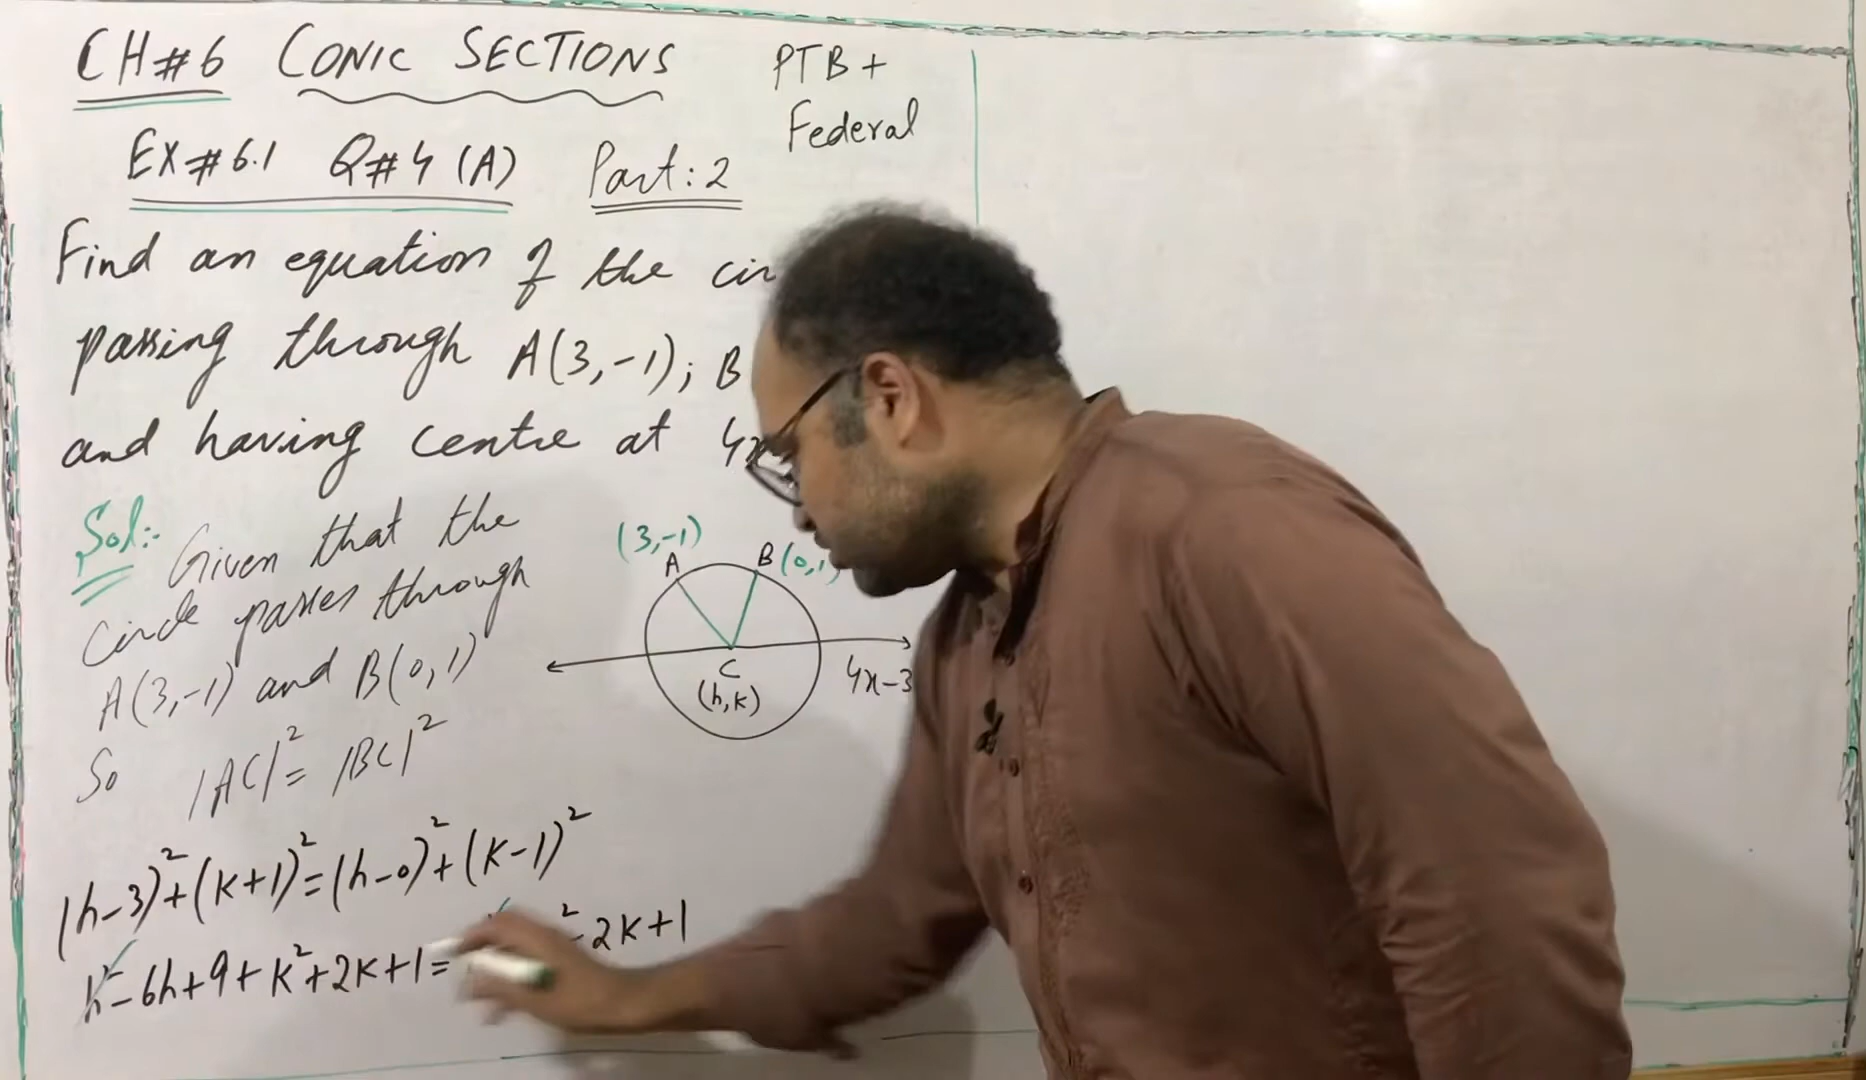 CH#6 CONIC SECTIONS
PTB +
Federal
EX#6.1 Q#4 (A) Part: 2
Find an equation of the
passing through A(3,-1); B
and having centre at 4x
Sol:- Given that the
circle passes through
A(3,-1) and B(0,1)
So |AC|²=|BC|²
(h-3)²+(k+1)²=(h-0)²+(k-1)²
h²-6h+9+k²+2k+1= ²-2k+1
(3,-1)
A
B(0,1
C
(h,k)
4x-3